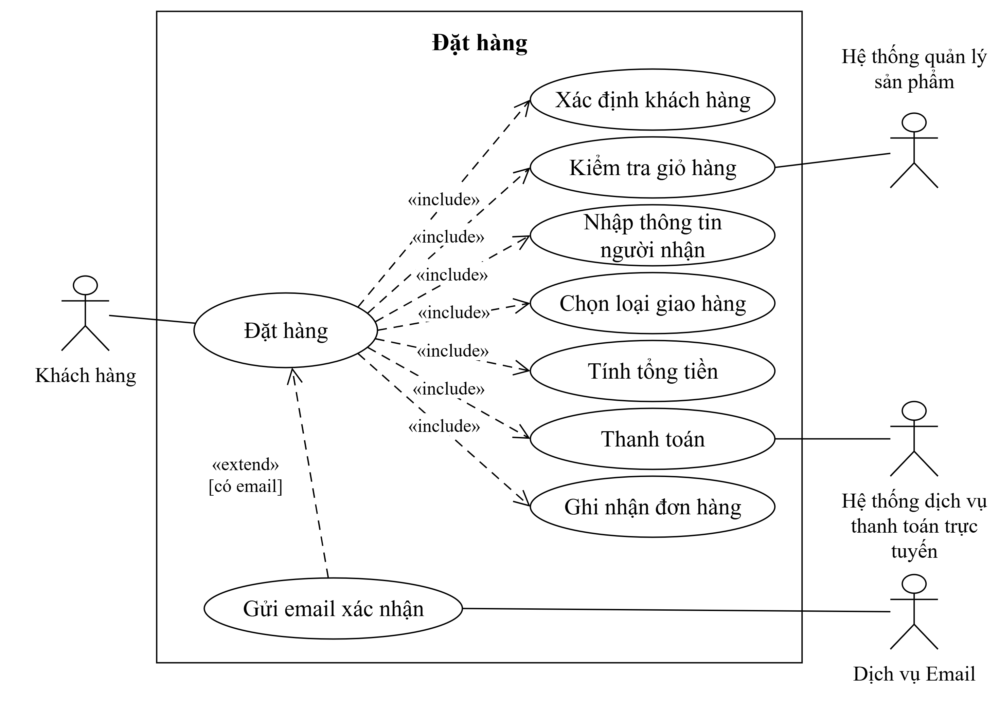 Đặt hàng
Hệ thống quản lý
sản phẩm
Xác định khách hàng
Kiểm tra giỏ hàng
«include»
«include»
Nhập thông tin
người nhận
«include»
Chọn loại giao hàng
«include»
Đặt hàng
Khách hàng
«include»
Tính tổng tiền
«include»
«include»
Thanh toán
«extend»
[có email]
Ghi nhận đơn hàng
Hệ thống dịch vụ
thanh toán trực
tuyến
Gửi email xác nhận
Dịch vụ Email